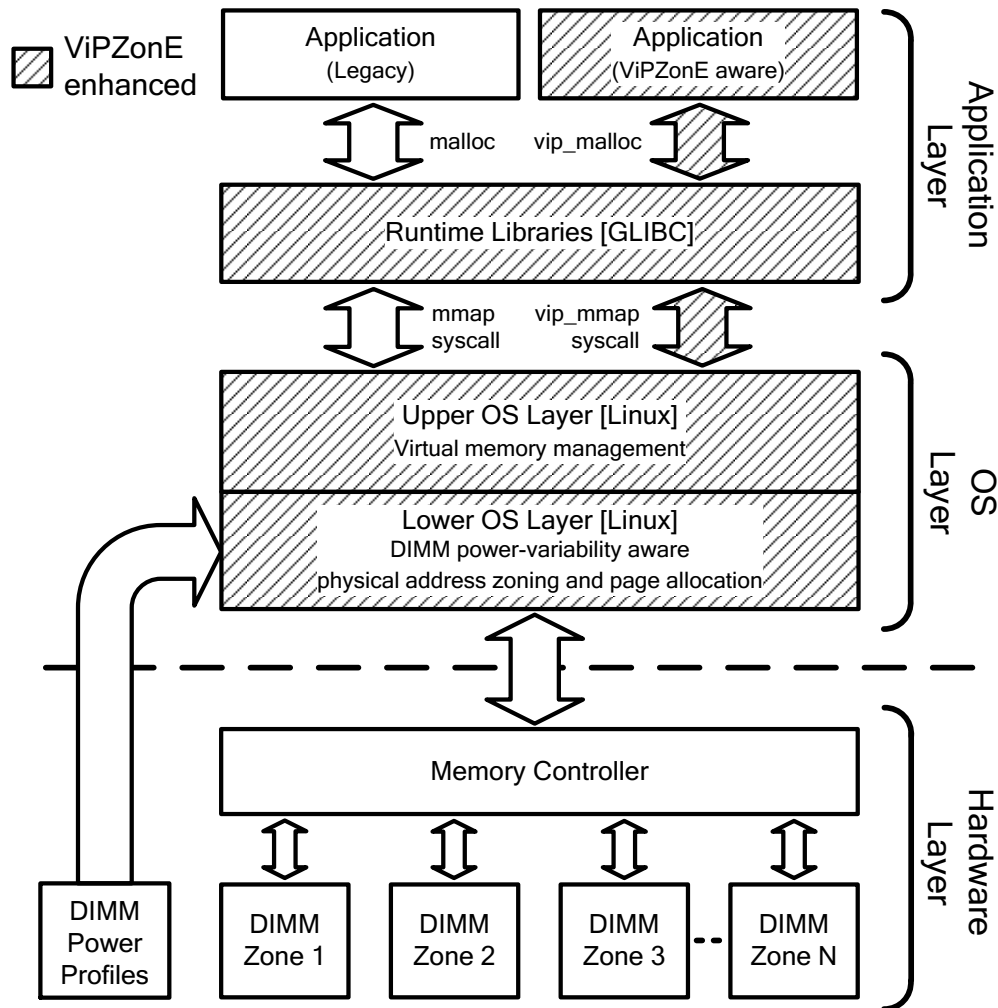 ViPZonE
enhanced
Application
(Legacy)
Application
(ViPZonE aware)
malloc
vip_malloc
Runtime Libraries [GLIBC]
Application
Layer
mmap
syscall
vip_mmap
syscall
Upper OS Layer [Linux]
Virtual memory management
Lower OS Layer [Linux]
DIMM power-variability aware
physical address zoning and page allocation
OS
Layer
Memory Controller
Hardware
Layer
DIMM
Power
Profiles
DIMM
Zone 1
DIMM
Zone 2
DIMM
Zone 3
DIMM
Zone N